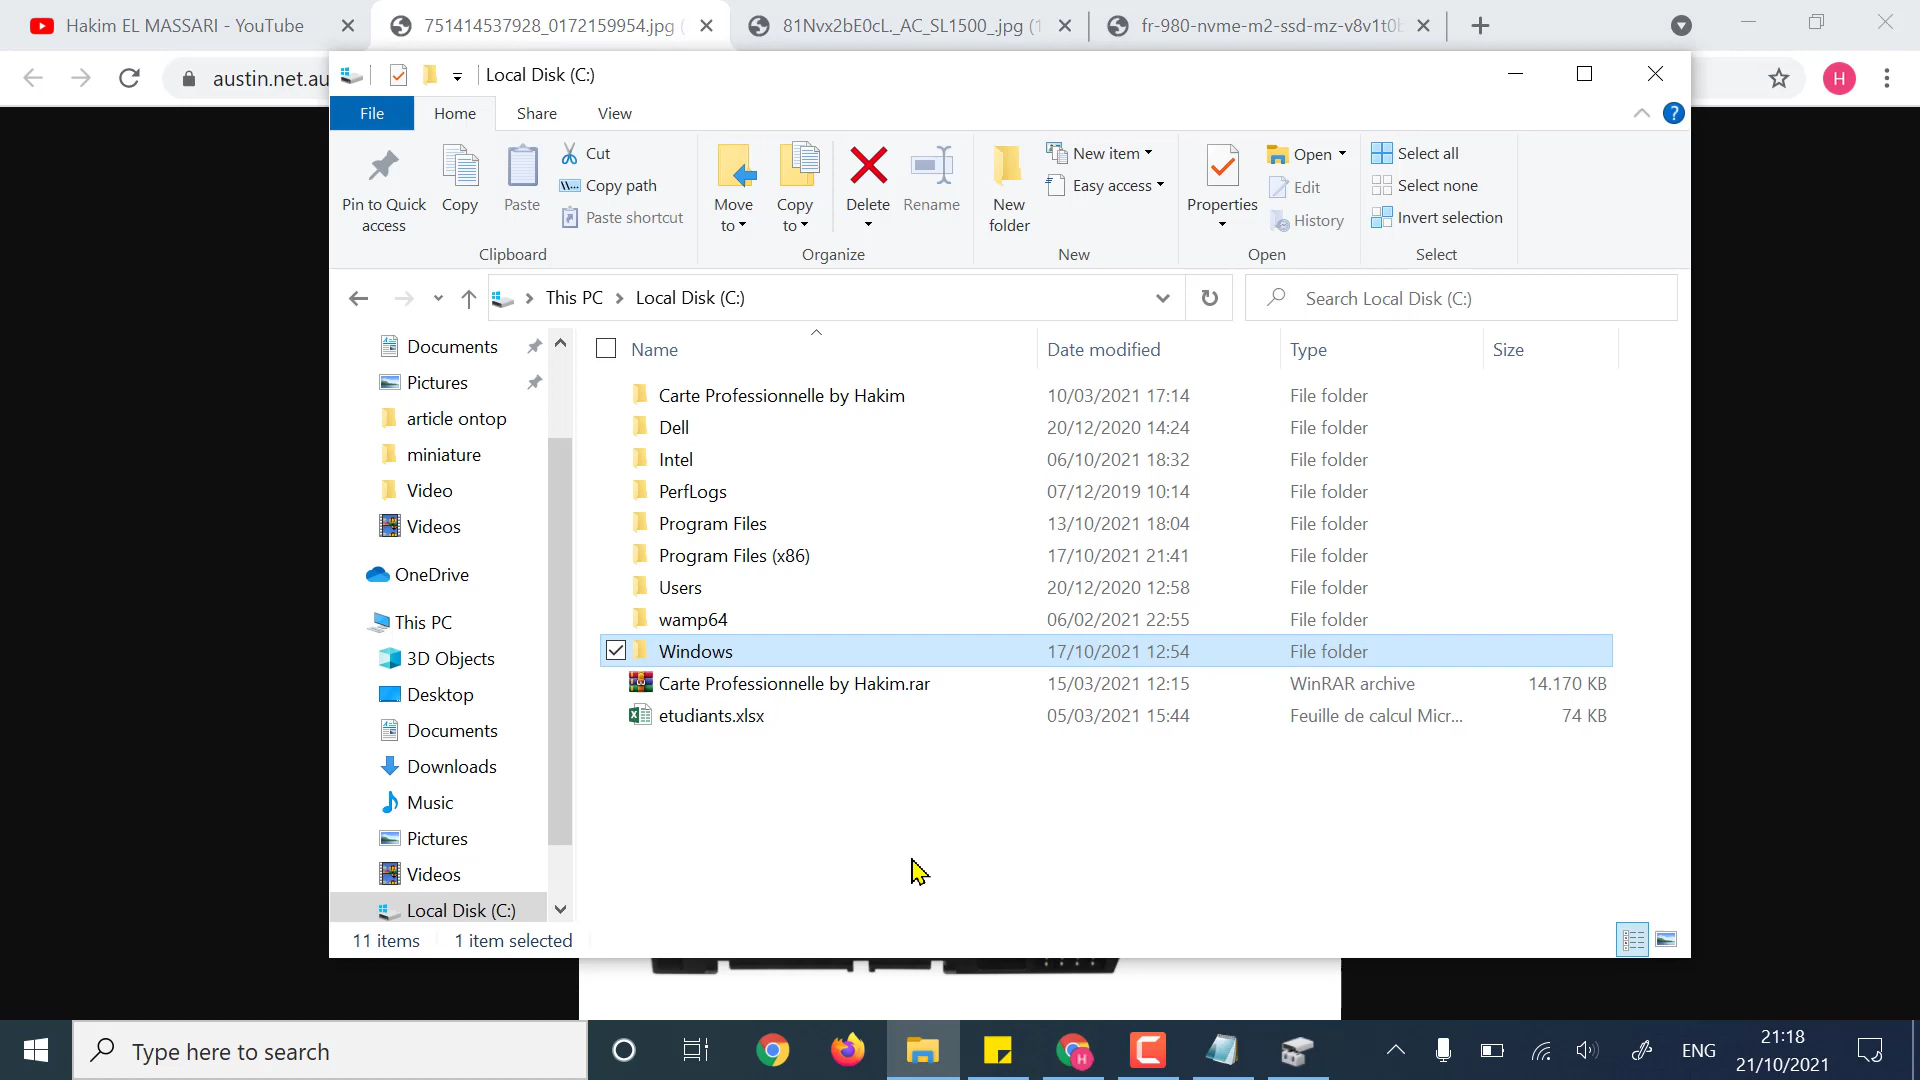 Hakim EL MASSARI - YouTube
751414537928_0172159954.jpg (
81Nvx2bE0cL._AC_SL1500_.jpg (1
fr-980-nvme-m2-ssd-mz-v8v1t0b
austin.net.au
H
Local Disk (C:)
File
Home
Share
View
?
Pin to Quick
access
Copy
Paste
Cut
Copy path
Paste shortcut
Clipboard
Move
to
Copy
to
Delete
Rename
Organize
New
folder
New item
Easy access
New
Properties
Open
Edit
History
Open
Select all
Select none
Invert selection
Select
This PC
Local Disk (C:)
Search Local Disk (C:)
Documents
Pictures
article ontop
miniature
Video
Videos
OneDrive
This PC
3D Objects
Desktop
Documents
Downloads
Music
Pictures
Videos
Local Disk (C:)
Name Date modified Type Size
Carte Professionnelle by Hakim 10/03/2021 17:14 File folder
Dell 20/12/2020 14:24 File folder
Intel 06/10/2021 18:32 File folder
PerfLogs 07/12/2019 10:14 File folder
Program Files 13/10/2021 18:04 File folder
Program Files (x86) 17/10/2021 21:41 File folder
Users 20/12/2020 12:58 File folder
wamp64 06/02/2021 22:55 File folder
Windows 17/10/2021 12:54 File folder
Carte Professionnelle by Hakim.rar 15/03/2021 12:15 WinRAR archive 14.170 KB
etudiants.xlsx 05/03/2021 15:44 Feuille de calcul Micr... 74 KB
11 items 1 item selected
Type here to search
H
ENG
21:18
21/10/2021